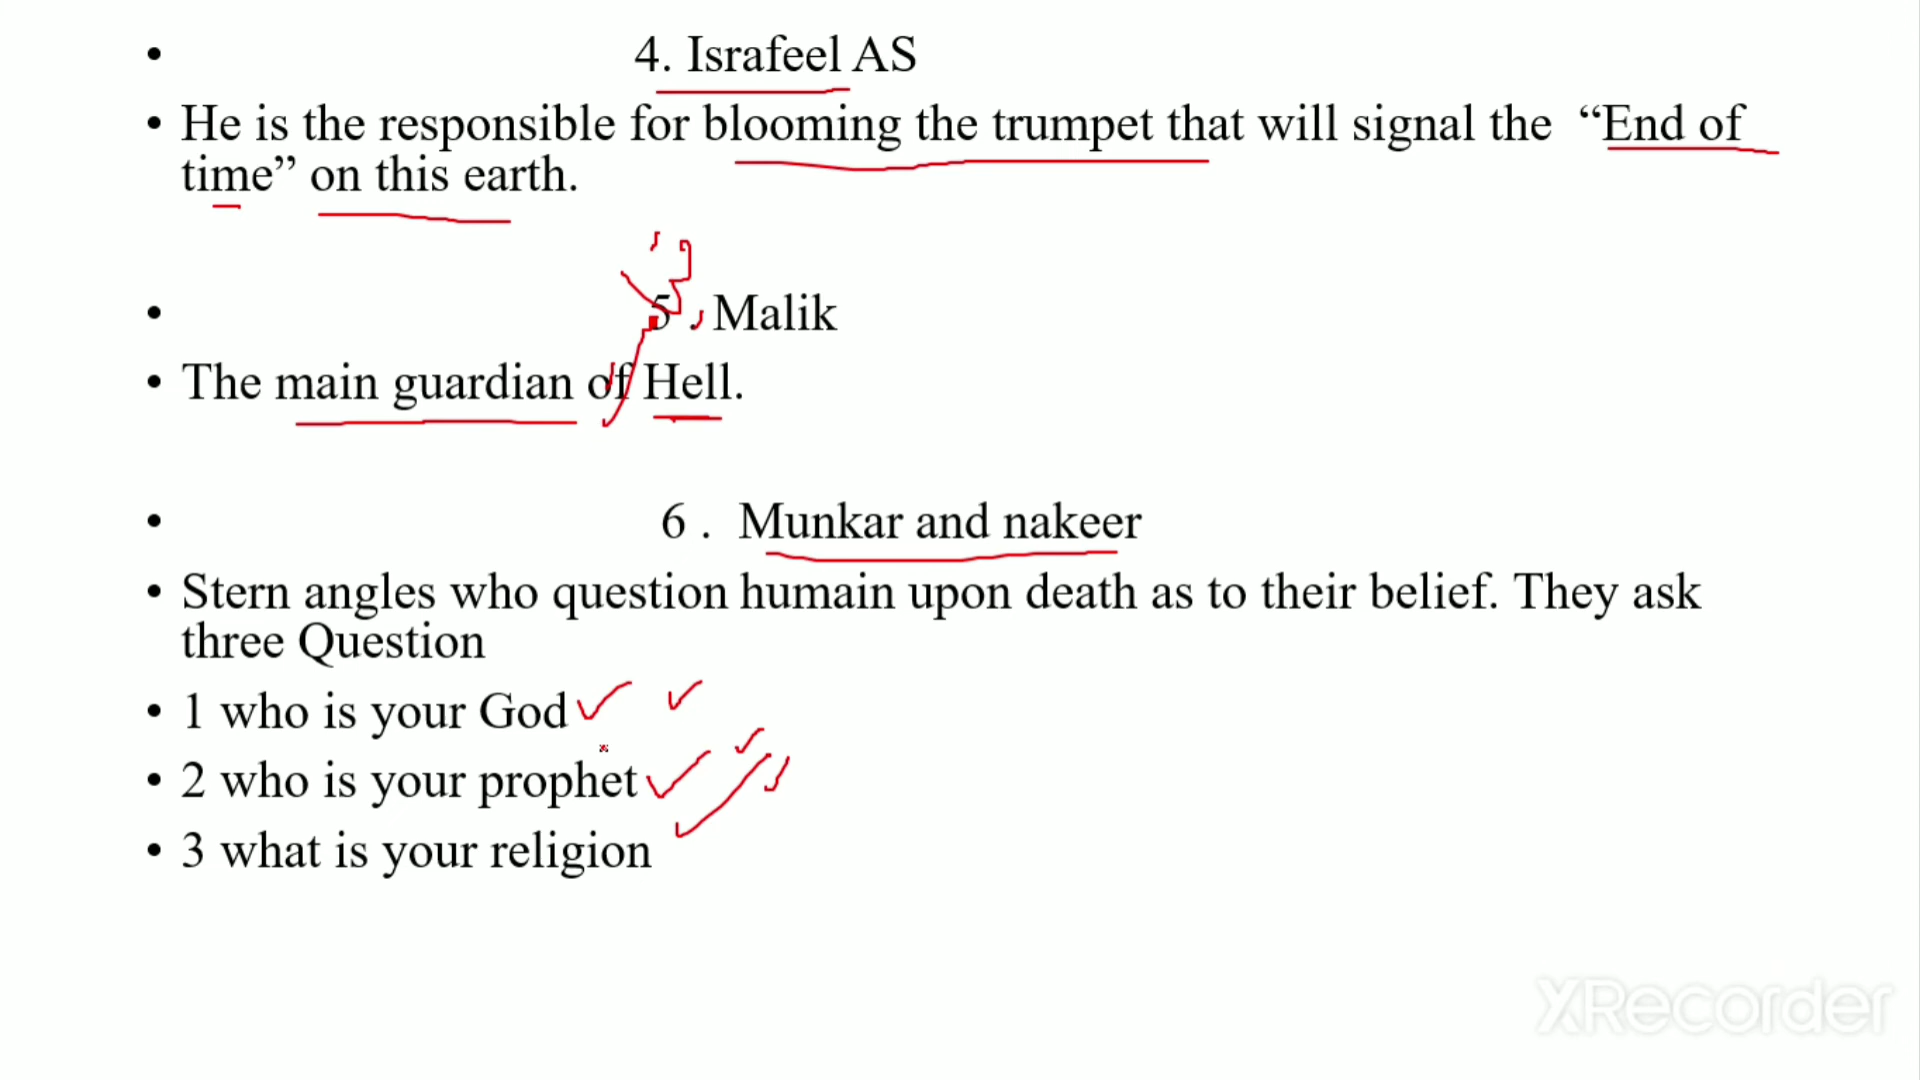 • 4. Israfeel AS
• He is the responsible for blooming the trumpet that will signal the “End of
time” on this earth.
• 5 . Malik
• The main guardian of Hell.
• 6 . Munkar and nakeer
• Stern angles who question humain upon death as to their belief. They ask
three Question
• 1 who is your God
• 2 who is your prophet
• 3 what is your religion
XRecorder